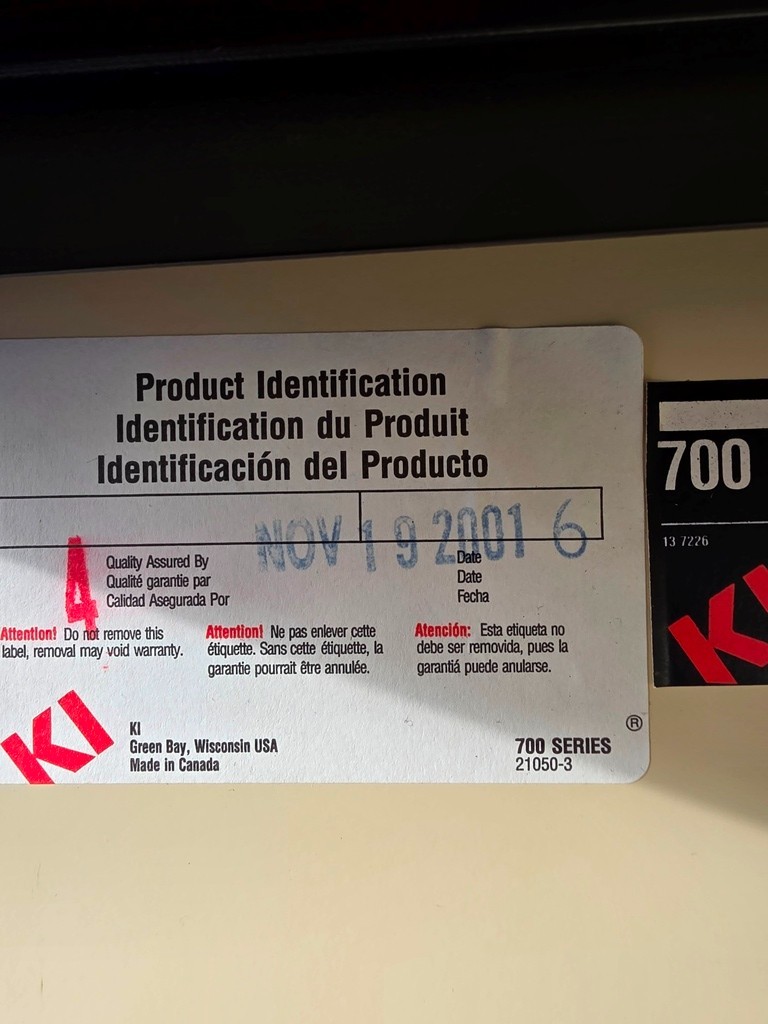 Product Identification
Identification du Produit
Identificación del Producto
NOV 19 2001 6
4
Quality Assured By
Qualité garantie par
Calidad Asegurada Por
Date
Date
Fecha
Attention! Do not remove this
label, removal may void warranty.
Attention! Ne pas enlever cette
étiquette. Sans cette étiquette, la
garantie pourrait être annulée.
Atención: Esta etiqueta no
debe ser removida, pues la
garantiá puede anularse.
KI
KI
Green Bay, Wisconsin USA
Made in Canada
®
700 SERIES
21050-3
700
13 7226
KI